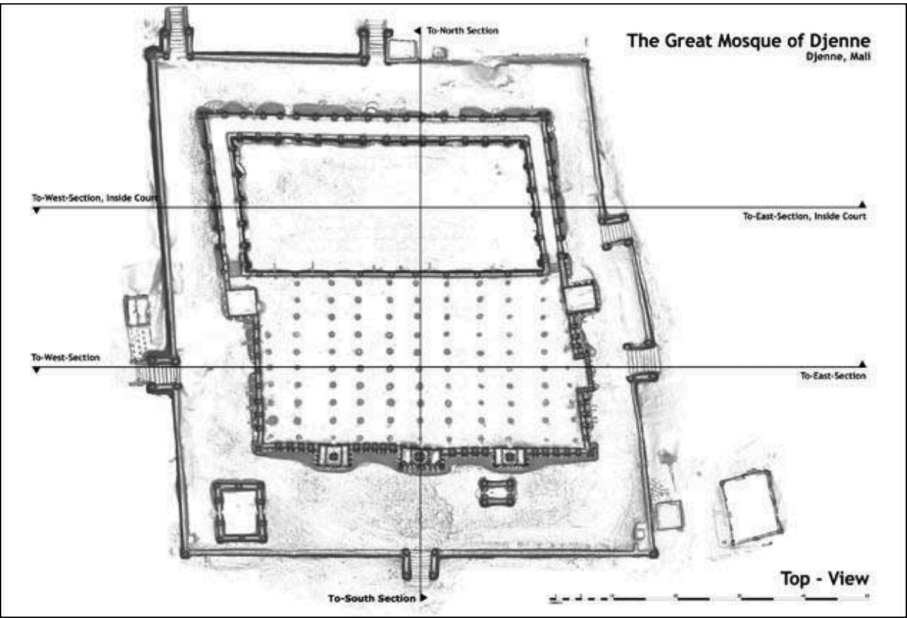 To-North Section
The Great Mosque of Djenne
Djenne, Mali
To-West-Section, Inside Court
To-East-Section, Inside Court
To-West-Section
To-East-Section
Top - View
To-South Section